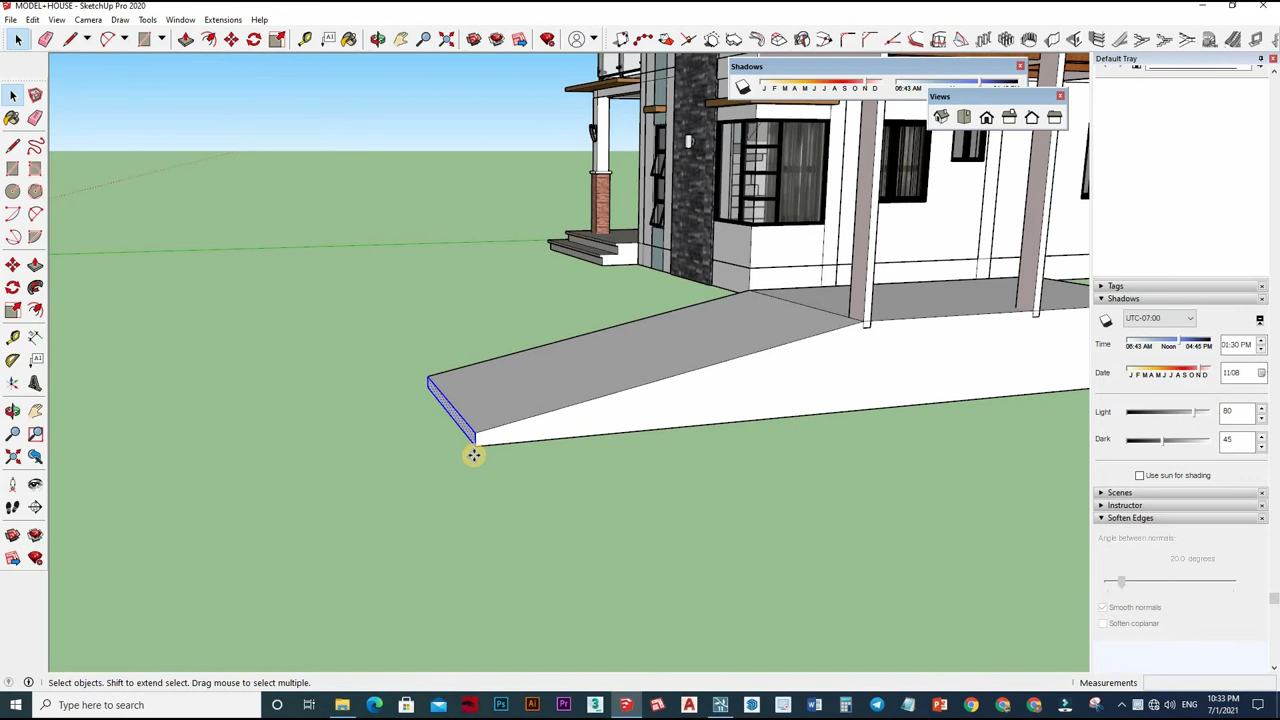 MODEL+HOUSE - SketchUp Pro 2020
File Edit View Camera Draw Tools Window Extensions Help
Default Tray
Shadows
J F M A M J J A S O N D 06:43 AM
Views
Tags
Shadows
UTC-07:00
Time 06:43 AM Noon 04:45 PM 01:30 PM
Date J F M A M J J A S O N D 11/08
Light 80
Dark 45
Use sun for shading
Scenes
Instructor
Soften Edges
Angle between normals:
20.0 degrees
Smooth normals
Soften coplanar
Select objects. Shift to extend select. Drag mouse to select multiple.
Measurements
Type here to search
10:33 PM
7/1/2021